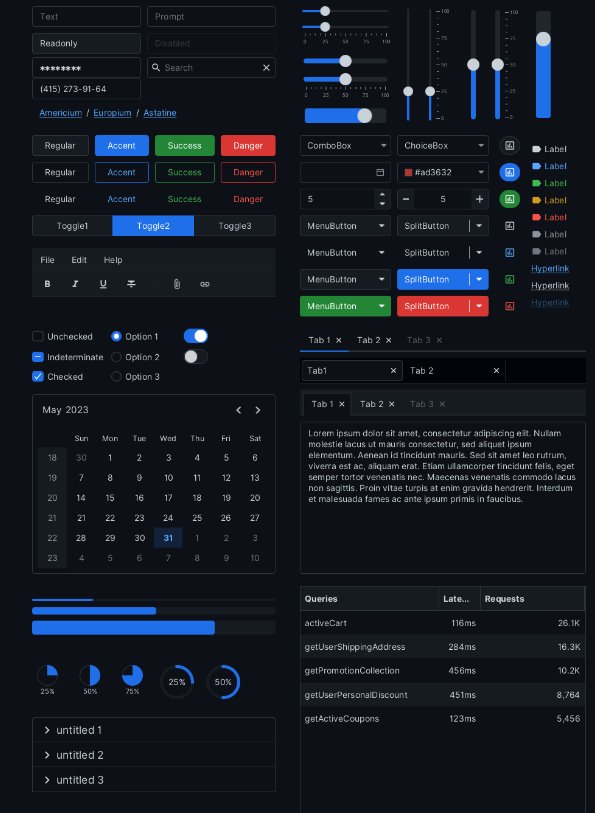 Text
Prompt
Readonly
Disabled
********
Search
(415) 273-91-64
Americium / Europium / Astatine
Regular Accent Success Danger
Regular Accent Success Danger
Regular Accent Success Danger
Toggle1 Toggle2 Toggle3
File Edit Help
B I U T
Unchecked
Option 1
Indeterminate
Option 2
Checked
Option 3
May 2023
Sun Mon Tue Wed Thu Fri Sat
18 30 1 2 3 4 5 6
19 7 8 9 10 11 12 13
20 14 15 16 17 18 19 20
21 21 22 23 24 25 26 27
22 28 29 30 31 1 2 3
23 4 5 6 7 8 9 10
25% 50% 75% 25% 50%
untitled 1
untitled 2
untitled 3
0 25 50 75 100
0 25 50 75 100
100
75
50
25
0
100
75
50
25
0
ComboBox ChoiceBox
#ad3632
5 5
MenuButton SplitButton
MenuButton SplitButton
MenuButton SplitButton
MenuButton SplitButton
Label
Label
Label
Label
Label
Label
Label
Hyperlink
Hyperlink
Hyperlink
Tab 1 Tab 2 Tab 3
Tab1 Tab 2
Tab 1 Tab 2 Tab 3
Lorem ipsum dolor sit amet, consectetur adipiscing elit. Nullam
molestie lacus ut mauris consectetur, sed aliquet ipsum
elementum. Aenean id tincidunt mauris. Sed sit amet leo rutrum,
viverra est ac, aliquam erat. Etiam ullamcorper tincidunt felis, eget
semper tortor venenatis nec. Maecenas venenatis commodo lacus
non sagittis. Proin vitae turpis at enim gravida hendrerit. Interdum
et malesuada fames ac ante ipsum primis in faucibus.
Queries Late... Requests
activeCart 116ms 26.1K
getUserShippingAddress 284ms 16.3K
getPromotionCollection 456ms 10.2K
getUserPersonalDiscount 451ms 8,764
getActiveCoupons 123ms 5,456